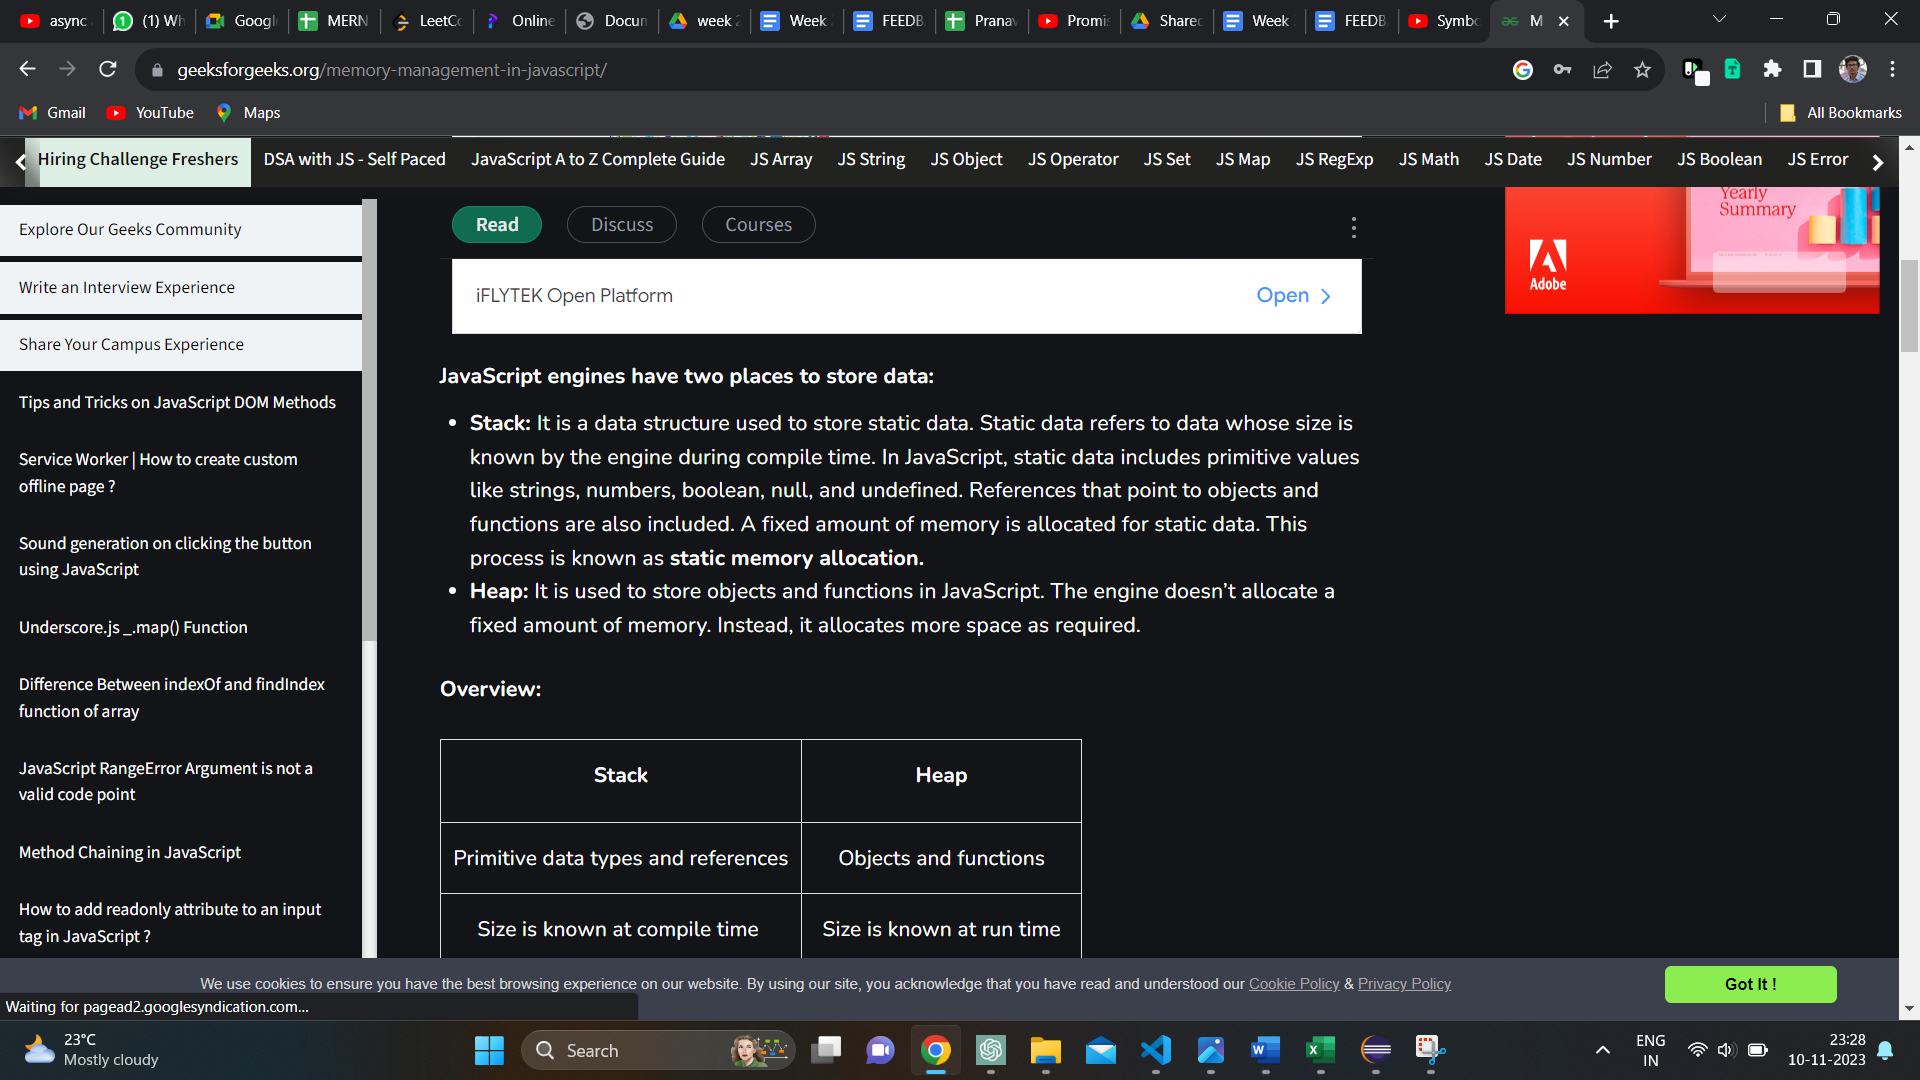 async
(1) Wh
Googl
MERN
LeetCo
Online
Docum
week 2
Week
FEEDB
Pranav
Promis
Shared
Week
FEEDB
Symbo
M
geeksforgeeks.org/memory-management-in-javascript/
Gmail
YouTube
Maps
All Bookmarks
Hiring Challenge Freshers
DSA with JS - Self Paced
JavaScript A to Z Complete Guide
JS Array
JS String
JS Object
JS Operator
JS Set
JS Map
JS RegExp
JS Math
JS Date
JS Number
JS Boolean
JS Error
Explore Our Geeks Community
Write an Interview Experience
Share Your Campus Experience
Tips and Tricks on JavaScript DOM Methods
Service Worker | How to create custom
offline page ?
Sound generation on clicking the button
using JavaScript
Underscore.js _.map() Function
Difference Between indexOf and findIndex
function of array
JavaScript RangeError Argument is not a
valid code point
Method Chaining in JavaScript
How to add readonly attribute to an input
tag in JavaScript ?
Read
Discuss
Courses
iFLYTEK Open Platform
Open
Yearly
Summary
Adobe
JavaScript engines have two places to store data:
• Stack: It is a data structure used to store static data. Static data refers to data whose size is
known by the engine during compile time. In JavaScript, static data includes primitive values
like strings, numbers, boolean, null, and undefined. References that point to objects and
functions are also included. A fixed amount of memory is allocated for static data. This
process is known as static memory allocation.
• Heap: It is used to store objects and functions in JavaScript. The engine doesn’t allocate a
fixed amount of memory. Instead, it allocates more space as required.
Overview:
Stack
Heap
Primitive data types and references
Objects and functions
Size is known at compile time
Size is known at run time
We use cookies to ensure you have the best browsing experience on our website. By using our site, you acknowledge that you have read and understood our Cookie Policy & Privacy Policy
Got It !
Waiting for pagead2.googlesyndication.com...
23°C
Mostly cloudy
Search
ENG
IN
23:28
10-11-2023